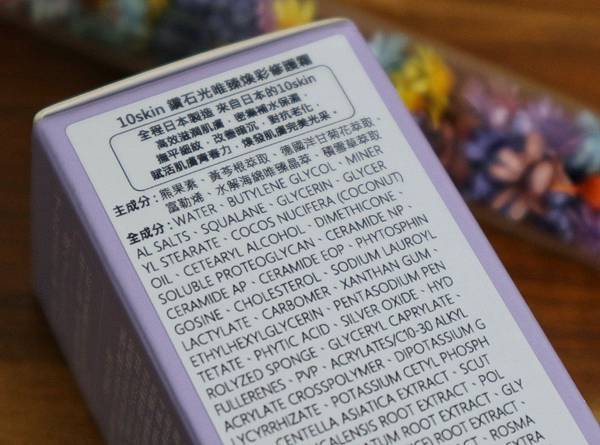 10skin 鑽石光唯臻煥彩修護霜
全程日本製造 來自日本的10skin
高效滋潤肌膚、密集補水保濕
撫平細紋、改善暗沉、對抗老化,
賦活肌膚賣春力、煥發肌膚完美光采。
主成分:熊果素、黃芩根萃取、德國洋甘菊花萃取、
富勒烯、水解海綿唯臻晶萃、積雪草萃取
全成分:WATER、BUTYLENE GLYCOL、MINER
AL SALTS、SQUALANE、GLYCERIN、GLYCER
YL STEARATE、COCOS NUCIFERA (COCONUT)
OIL、CETEARYL ALCOHOL、DIMETHICONE、
SOLUBLE PROTEOGLYCAN、CERAMIDE NP、
CERAMIDE AP、CERAMIDE EOP、PHYTOSPHIN
GOSINE、CHOLESTEROL、SODIUM LAUROYL
LACTYLATE、CARBOMER、XANTHAN GUM、
ETHYLHEXYLGLYCERIN、PENTASODIUM PEN
TETATE、PHYTIC ACID、SILVER OXIDE、HYD
ROLYZED SPONGE、GLYCERYL CAPRYLATE、
FULLERENES、PVP、ACRYLATES/C10-30 ALKYL
ACRYLATE CROSSPOLYMER、DIPOTASSIUM G
LYCYRRHIZATE、POTASSIUM CETYL PHOSPH
CENTELLA ASIATICA EXTRACT、SCUT
CALENSIS ROOT EXTRACT、POL
UM ROOT EXTRACT、GLY
ROOT EXTRACT、ROSMA